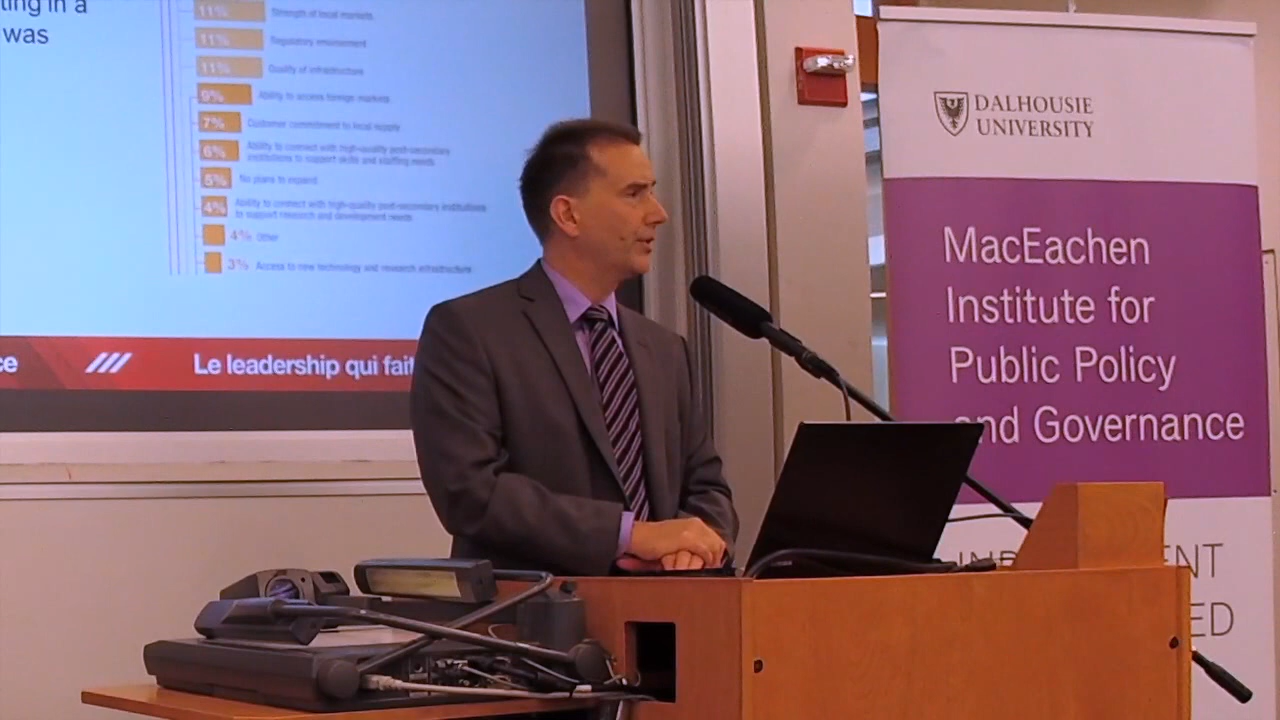 ting in a
was
11% Strength of local markets
11% Regulatory environment
11% Quality of infrastructure
9% Ability to access foreign markets
7% Customer commitment to local supply
6% Ability to connect with high-quality post-secondary
institutions to support skills and staffing needs
5% No plans to expand
4% Ability to connect with high-quality post-secondary institutions
to support research and development needs
4% Other
3% Access to new technology and research infrastructure
ce
Le leadership qui fait
DALHOUSIE
UNIVERSITY
MacEachen
Institute for
Public Policy
and Governance